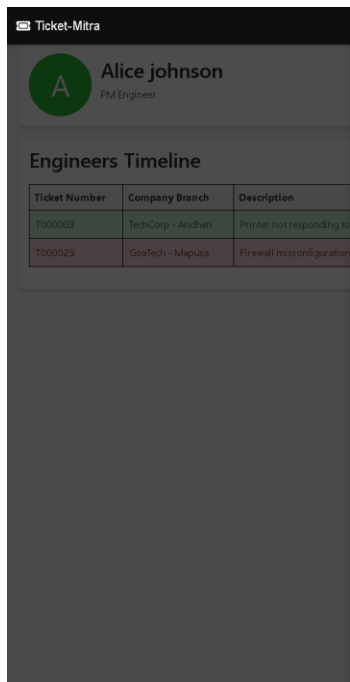 Ticket-Mitra
A
Alice johnson
PM Engineer
Engineers Timeline
Ticket Number Company Branch Description
T000003 TechCorp - Andheri Printer not responding to
T000029 GoaTech - Mapusa Firewall misconfiguration